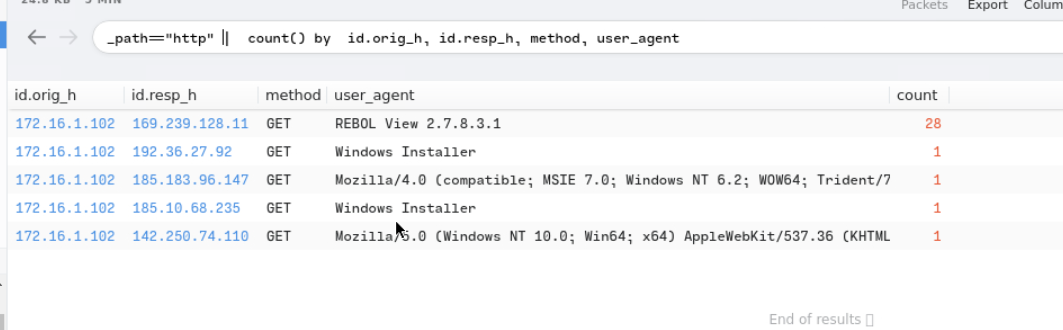 24.8 KB 5 MIN
Packets Export Colum
_path=="http" | count() by id.orig_h, id.resp_h, method, user_agent
id.orig_h id.resp_h method user_agent count
172.16.1.102 169.239.128.11 GET REBOL View 2.7.8.3.1 28
172.16.1.102 192.36.27.92 GET Windows Installer 1
172.16.1.102 185.183.96.147 GET Mozilla/4.0 (compatible; MSIE 7.0; Windows NT 6.2; WOW64; Trident/7 1
172.16.1.102 185.10.68.235 GET Windows Installer 1
172.16.1.102 142.250.74.110 GET Mozilla/5.0 (Windows NT 10.0; Win64; x64) AppleWebKit/537.36 (KHTML 1
End of results